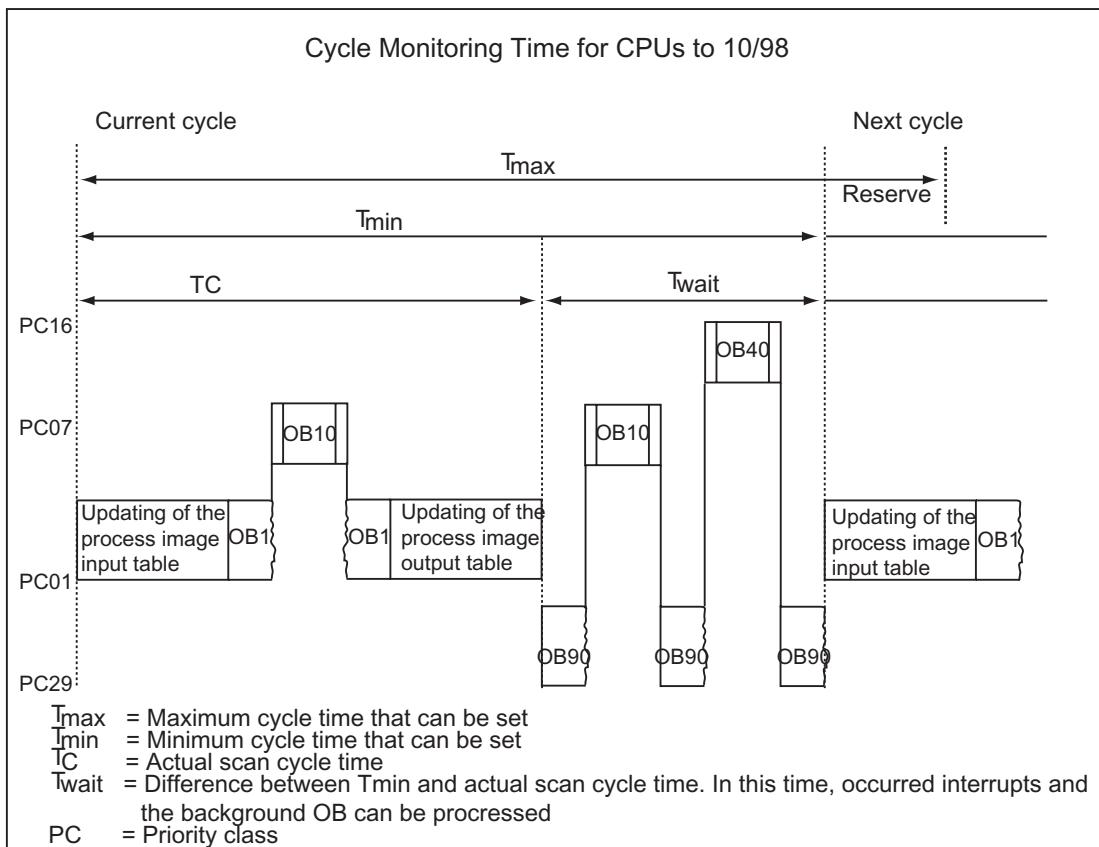 Cycle Monitoring Time for CPUs to 10/98
Current cycle
Next cycle
Tmax
Reserve
Tmin
TC
Twait
PC16
OB40
PC07
OB10
OB10
Updating of the
process image
input table
OB1
OB1
Updating of the
process image
output table
Updating of the
process image
input table
OB1
PC01
OB90
OB90
OB90
PC29
Tmax = Maximum cycle time that can be set
Tmin = Minimum cycle time that can be set
TC = Actual scan cycle time
Twait = Difference between Tmin and actual scan cycle time. In this time, occurred interrupts and
the background OB can be procressed
PC = Priority class